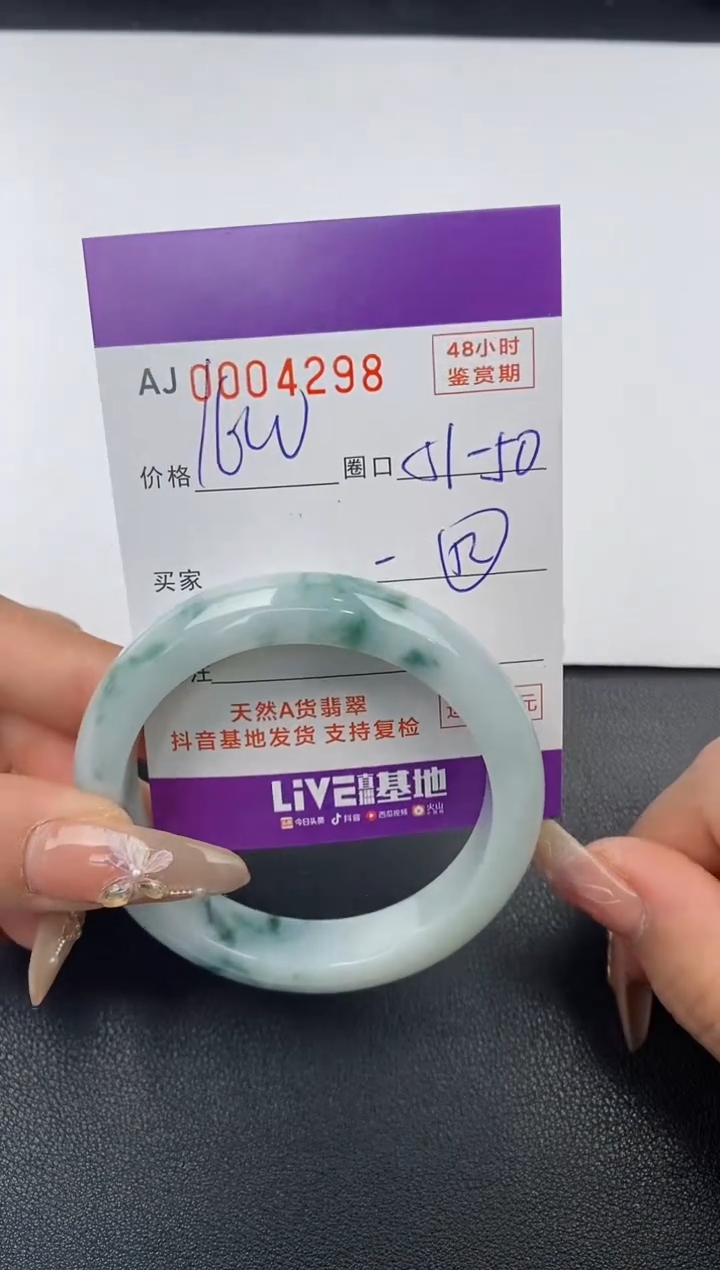 AJ 0004298
48小时
鉴赏期
价格 圈口 51-50
买家
注
天然A货翡翠
抖音基地发货 支持复检
元
LiVE直播基地
今日头条 抖音 西瓜视频 火山